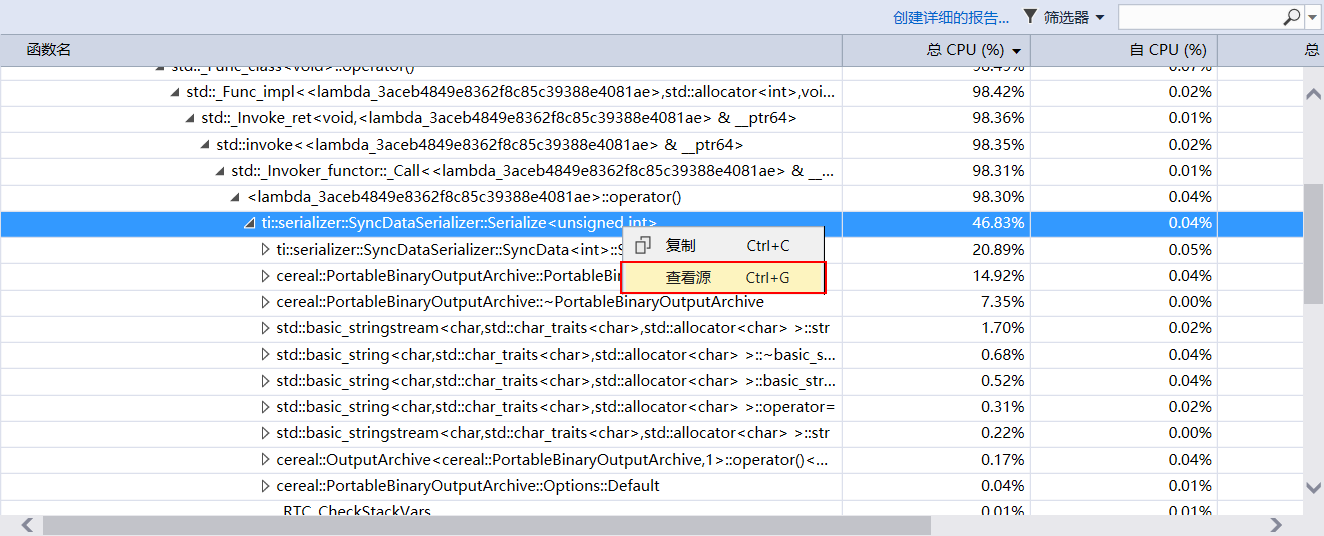 创建详细的报告... 筛选器
函数名 总 CPU (%) 自 CPU (%) 总
std::_Func_class<void>::operator() 98.49% 0.07%
std::_Func_impl<<lambda_3aceb4849e8362f8c85c39388e4081ae>,std::allocator<int>,voi... 98.42% 0.02%
std::_Invoke_ret<void,<lambda_3aceb4849e8362f8c85c39388e4081ae> & __ptr64> 98.36% 0.01%
std::invoke<<lambda_3aceb4849e8362f8c85c39388e4081ae> & __ptr64> 98.35% 0.02%
std::_Invoker_functor::_Call<<lambda_3aceb4849e8362f8c85c39388e4081ae> & __... 98.31% 0.01%
<lambda_3aceb4849e8362f8c85c39388e4081ae>::operator() 98.30% 0.04%
ti::serializer::SyncDataSerializer::Serialize<unsigned int> 46.83% 0.04%
ti::serializer::SyncDataSerializer::SyncData<int>::S 20.89% 0.05%
复制 Ctrl+C
cereal::PortableBinaryOutputArchive::PortableBin 14.92% 0.04%
查看源 Ctrl+G
cereal::PortableBinaryOutputArchive::~PortableBinaryOutputArchive 7.35% 0.00%
std::basic_stringstream<char,std::char_traits<char>,std::allocator<char> >::str 1.70% 0.02%
std::basic_string<char,std::char_traits<char>,std::allocator<char> >::~basic_s... 0.68% 0.04%
std::basic_string<char,std::char_traits<char>,std::allocator<char> >::basic_str... 0.52% 0.04%
std::basic_string<char,std::char_traits<char>,std::allocator<char> >::operator= 0.31% 0.02%
std::basic_stringstream<char,std::char_traits<char>,std::allocator<char> >::str 0.22% 0.00%
cereal::OutputArchive<cereal::PortableBinaryOutputArchive,1>::operator()<... 0.17% 0.04%
cereal::PortableBinaryOutputArchive::Options::Default 0.04% 0.01%
_RTC_CheckStackVars 0.01% 0.01%